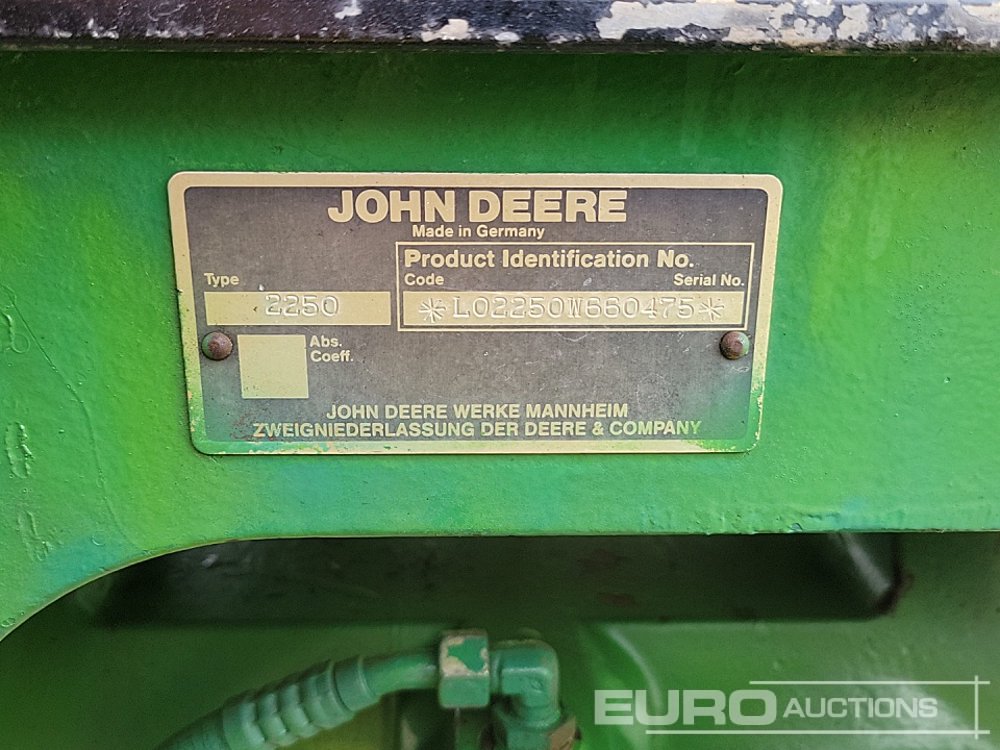 JOHN DEERE
Made in Germany
Product Identification No.
Type
Code Serial No.
2250
*L02250W660475*
Abs.
Coeff.
JOHN DEERE WERKE MANNHEIM
ZWEIGNIEDERLASSUNG DER DEERE & COMPANY
EURO AUCTIONS